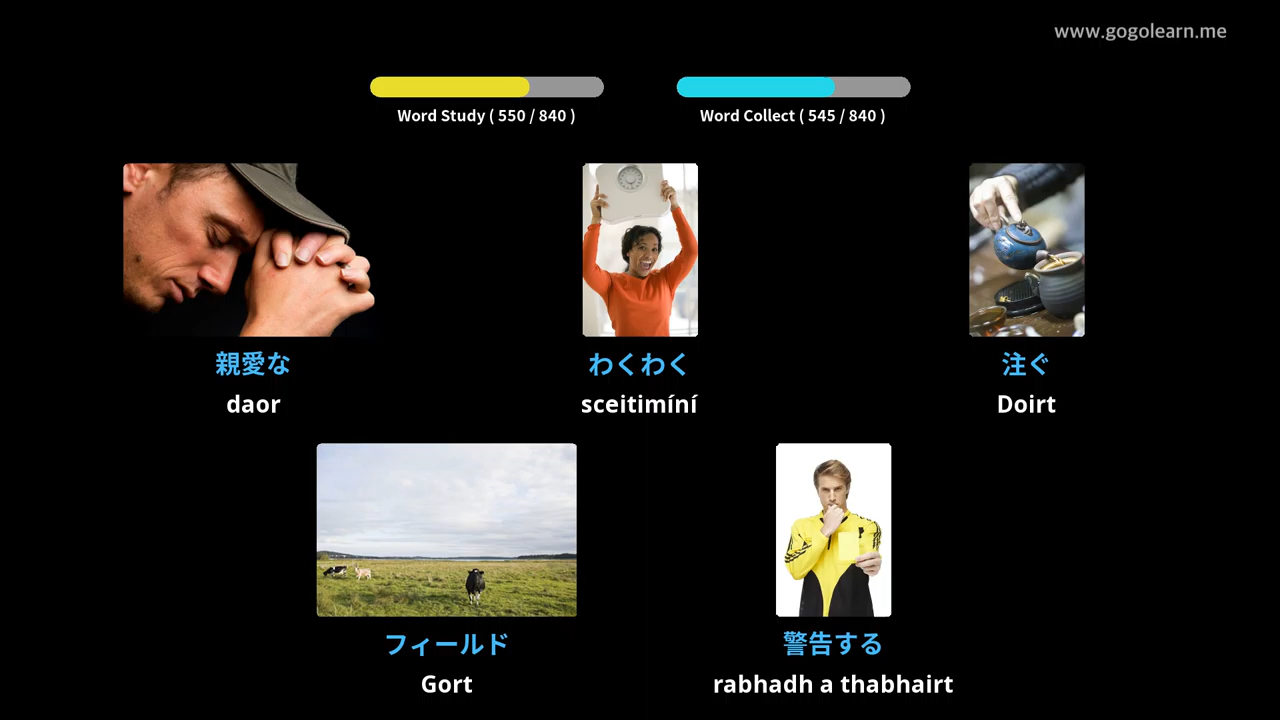 www.gogolearn.me
Word Study ( 550 / 840 )
Word Collect ( 545 / 840 )
親愛な
daor
わくわく
sceitimíní
注ぐ
Doirt
フィールド
Gort
警告する
rabhadh a thabhairt